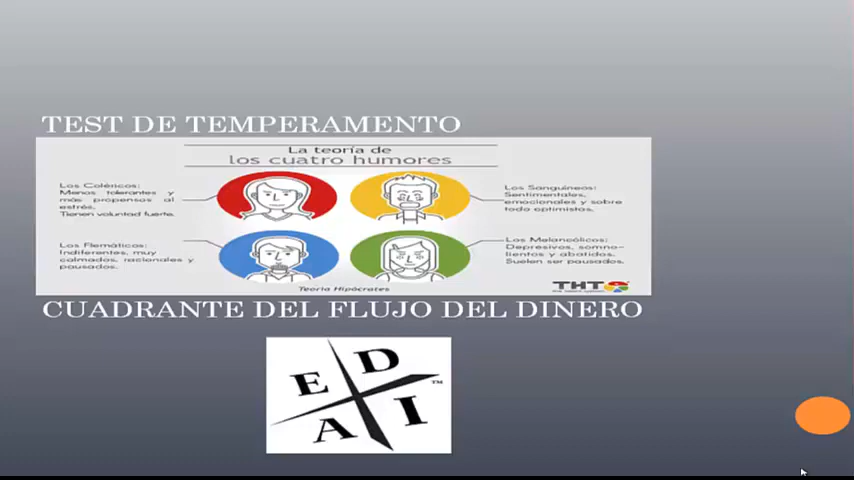 TEST DE TEMPERAMENTO
La teoría de
los cuatro humores
Los Coléricos:
Menos tolerantes y
más propensos al
estrés.
Tienen voluntad fuerte.
Los Sanguíneos:
Sentimentales,
emocionales y sobre
todo optimistas.
Los Flemáticos:
Indiferentes, muy
calmados, racionales y
pausados.
Los Melancólicos:
Depresivos, somno-
lientos y abatidos.
Suelen ser pausados.
Teoría Hipócrates
THT
CUADRANTE DEL FLUJO DEL DINERO
E D
A I
TM